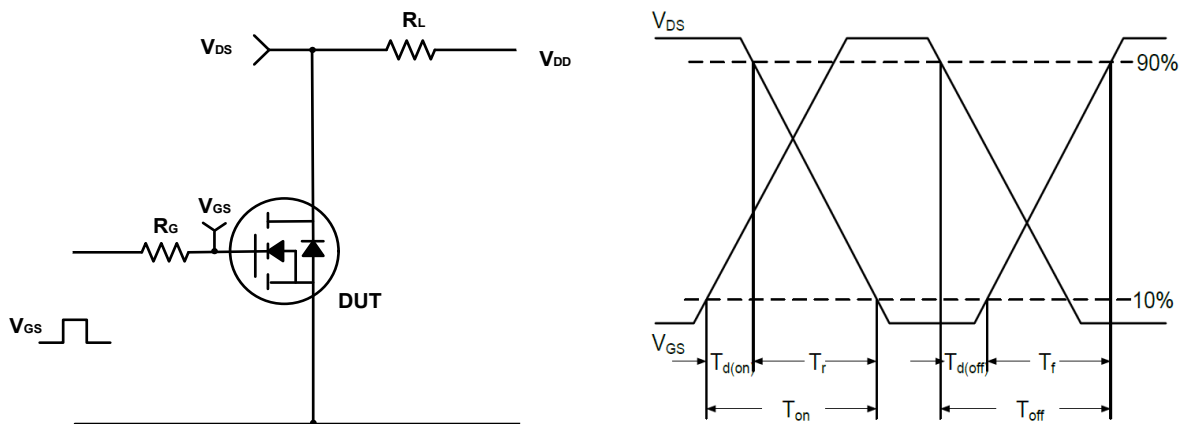 RL
VDS
VDD
VGS
RG
DUT
VGS
VDS
90%
10%
VGS
Td(on)
Tr
Td(off)
Tf
Ton
Toff